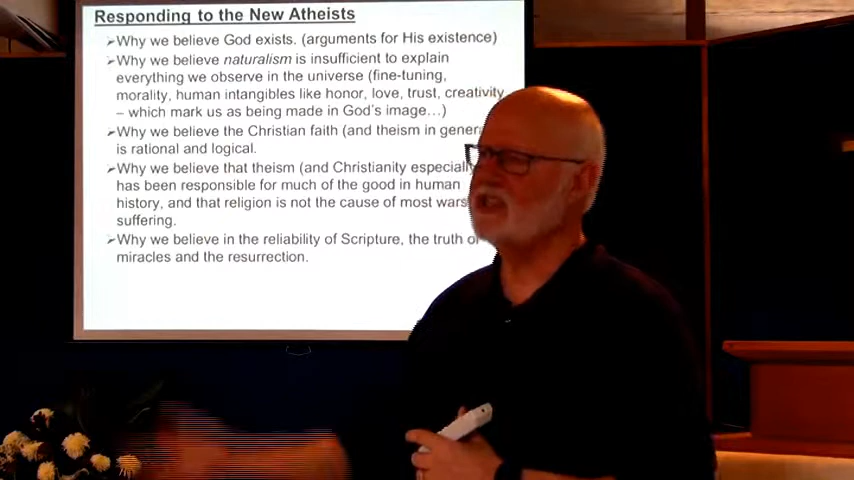 Responding to the New Atheists
➢Why we believe God exists. (arguments for His existence)
➢Why we believe naturalism is insufficient to explain
everything we observe in the universe (fine-tuning,
morality, human intangibles like honor, love, trust, creativity
– which mark us as being made in God's image…)
➢Why we believe the Christian faith (and theism in
is rational and logical.
➢Why we believe that theism (and Christianity
has been responsible for much of the good in human
history, and that religion is not the cause of most wars
suffering.
➢Why we believe in the reliability of Scripture, the truth of
miracles and the resurrection.